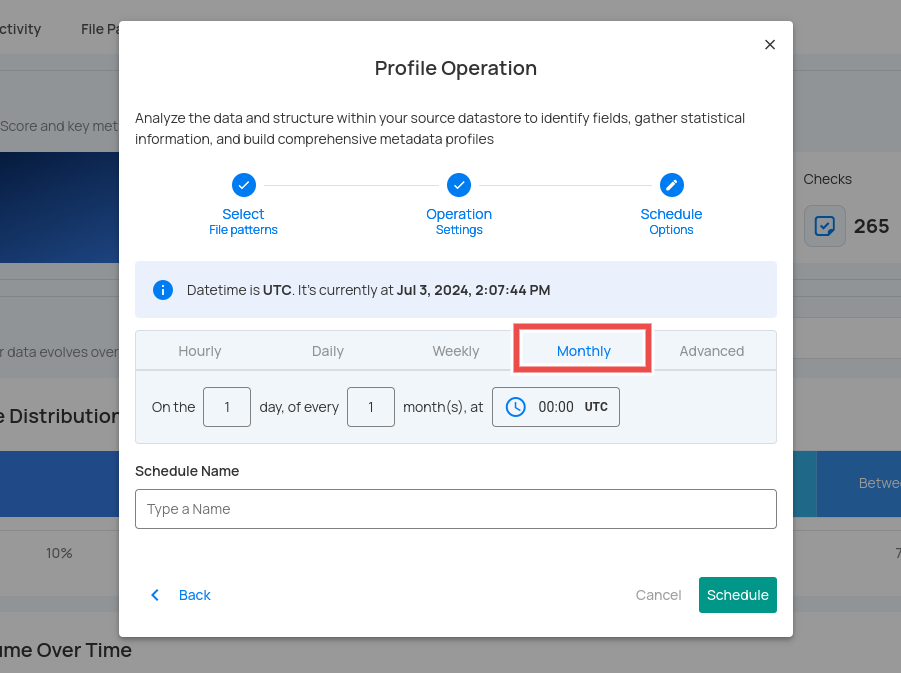 ctivity
File Pa
Profile Operation
Analyze the data and structure within your source datastore to identify fields, gather statistical
information, and build comprehensive metadata profiles
Score and key met
Checks
265
Select
File patterns
Operation
Settings
Schedule
Options
Datetime is UTC. It's currently at Jul 3, 2024, 2:07:44 PM
r data evolves over
Hourly
Daily
Weekly
Monthly
Advanced
On the 1 day, of every 1 month(s), at 00:00 UTC
e Distribution
Schedule Name
Type a Name
Betwee
10%
7
Back
Cancel
Schedule
ume Over Time